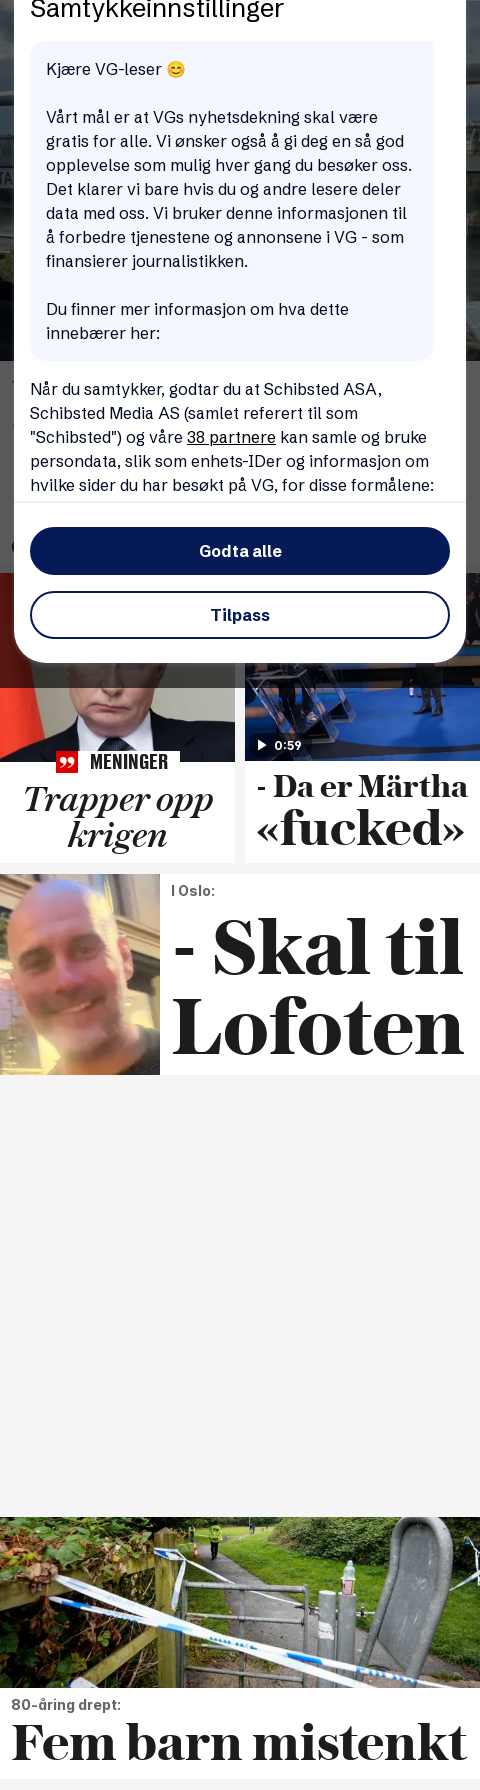 Samtykkeinnstillinger
Kjære VG-leser 😊
Vårt mål er at VGs nyhetsdekning skal være
gratis for alle. Vi ønsker også å gi deg en så god
opplevelse som mulig hver gang du besøker oss.
Det klarer vi bare hvis du og andre lesere deler
data med oss. Vi bruker denne informasjonen til
å forbedre tjenestene og annonsene i VG - som
finansierer journalistikken.
Du finner mer informasjon om hva dette
innebærer her:
Når du samtykker, godtar du at Schibsted ASA,
Schibsted Media AS (samlet referert til som
"Schibsted") og våre 38 partnere kan samle og bruke
persondata, slik som enhets-IDer og informasjon om
hvilke sider du har besøkt på VG, for disse formålene:
Godta alle
Tilpass
MENINGER
Trapper opp
krigen
0:59
- Da er Märtha
«fucked»
I Oslo:
- Skal til
Lofoten
80-åring drept:
Fem barn mistenkt